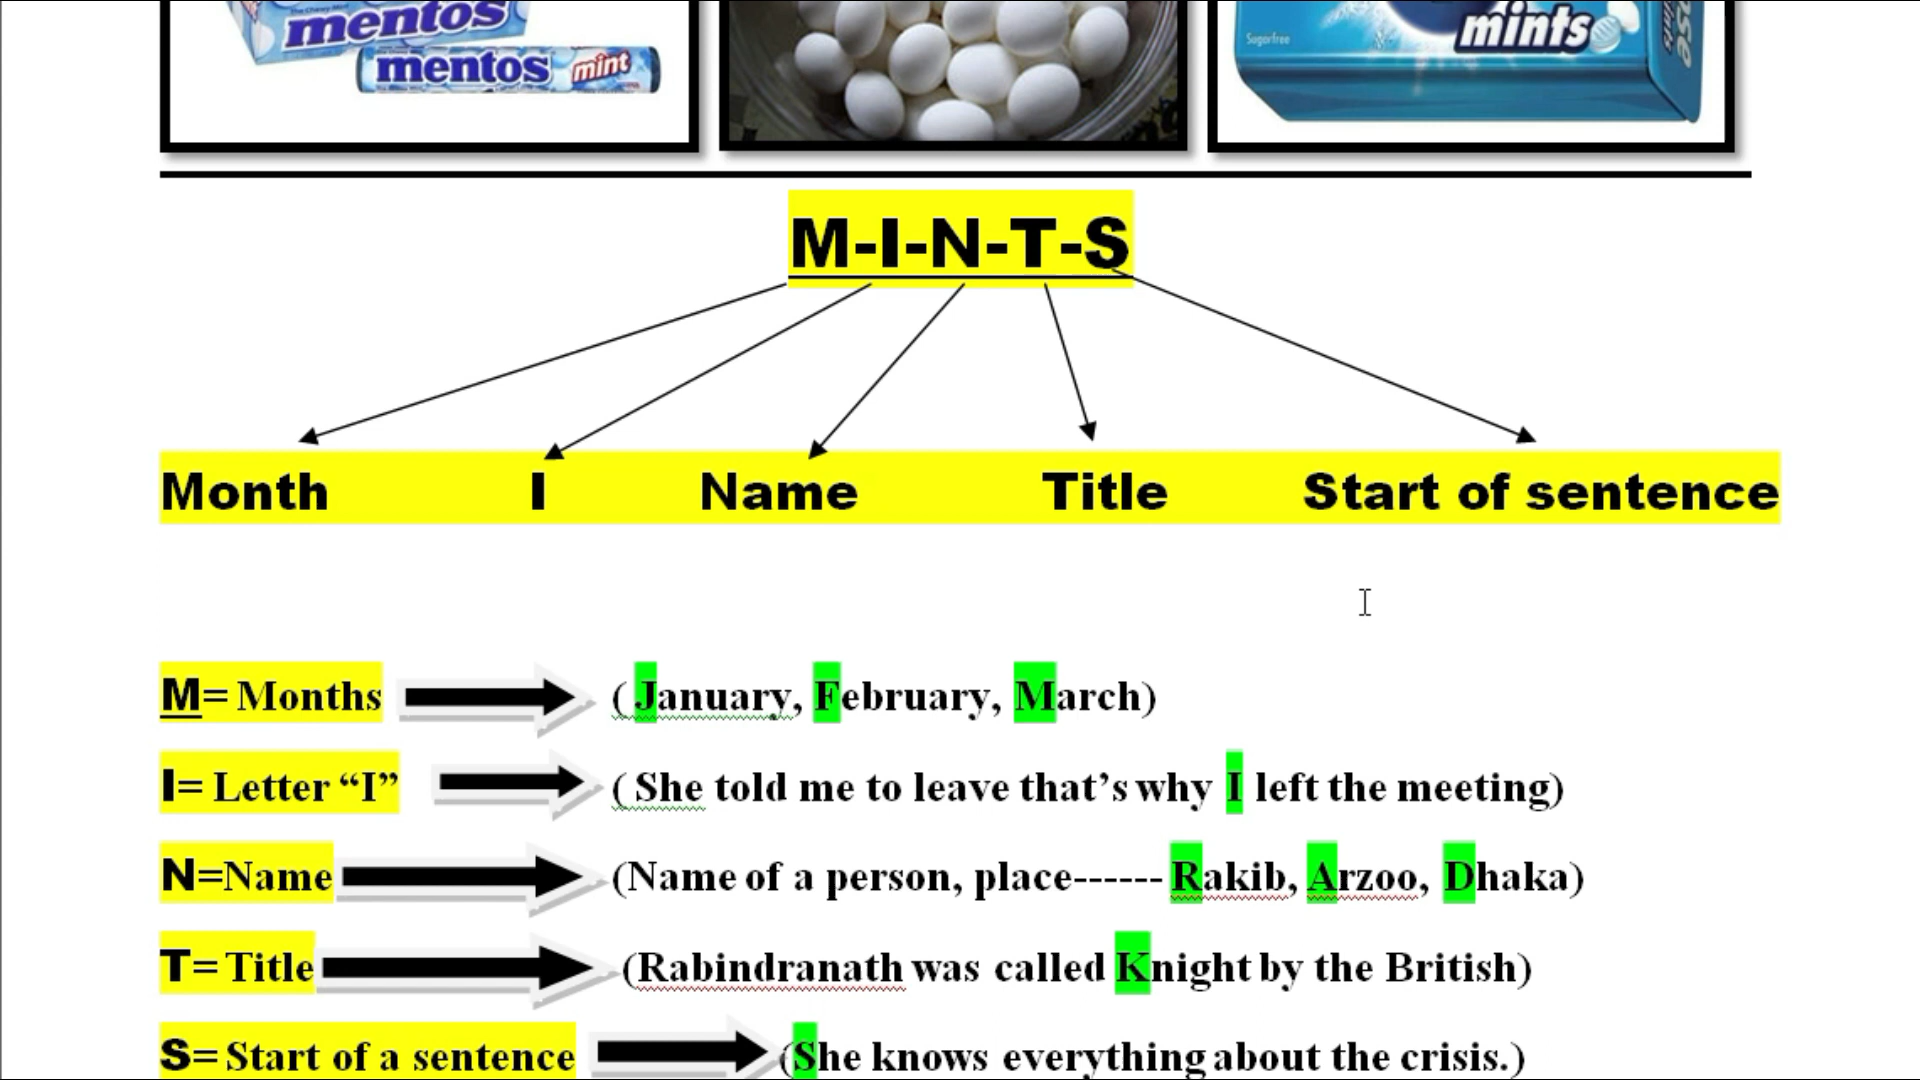 mentos
mentos mint
Sugarfree
mints
M-I-N-T-S
Month I Name Title Start of sentence
M= Months ( January, February, March)
I= Letter “I” ( She told me to leave that’s why I left the meeting)
N=Name (Name of a person, place------ Rakib, Arzoo, Dhaka)
T= Title (Rabindranath was called Knight by the British)
S= Start of a sentence (She knows everything about the crisis.)